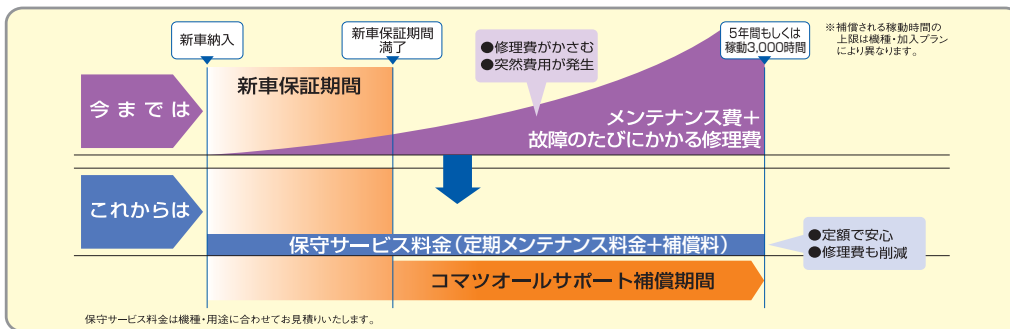 新車納入
新車保証期間
満了
5年間もしくは
稼動3,000時間
※補償される稼動時間の
上限は機種・加入プラン
により異なります。
●修理費がかさむ
●突然費用が発生
新車保証期間
今までは
メンテナンス費+
故障のたびにかかる修理費
これからは
保守サービス料金(定期メンテナンス料金+補償料)
●定額で安心
●修理費も削減
コマツオールサポート補償期間
保守サービス料金は機種・用途に合わせてお見積りいたします。